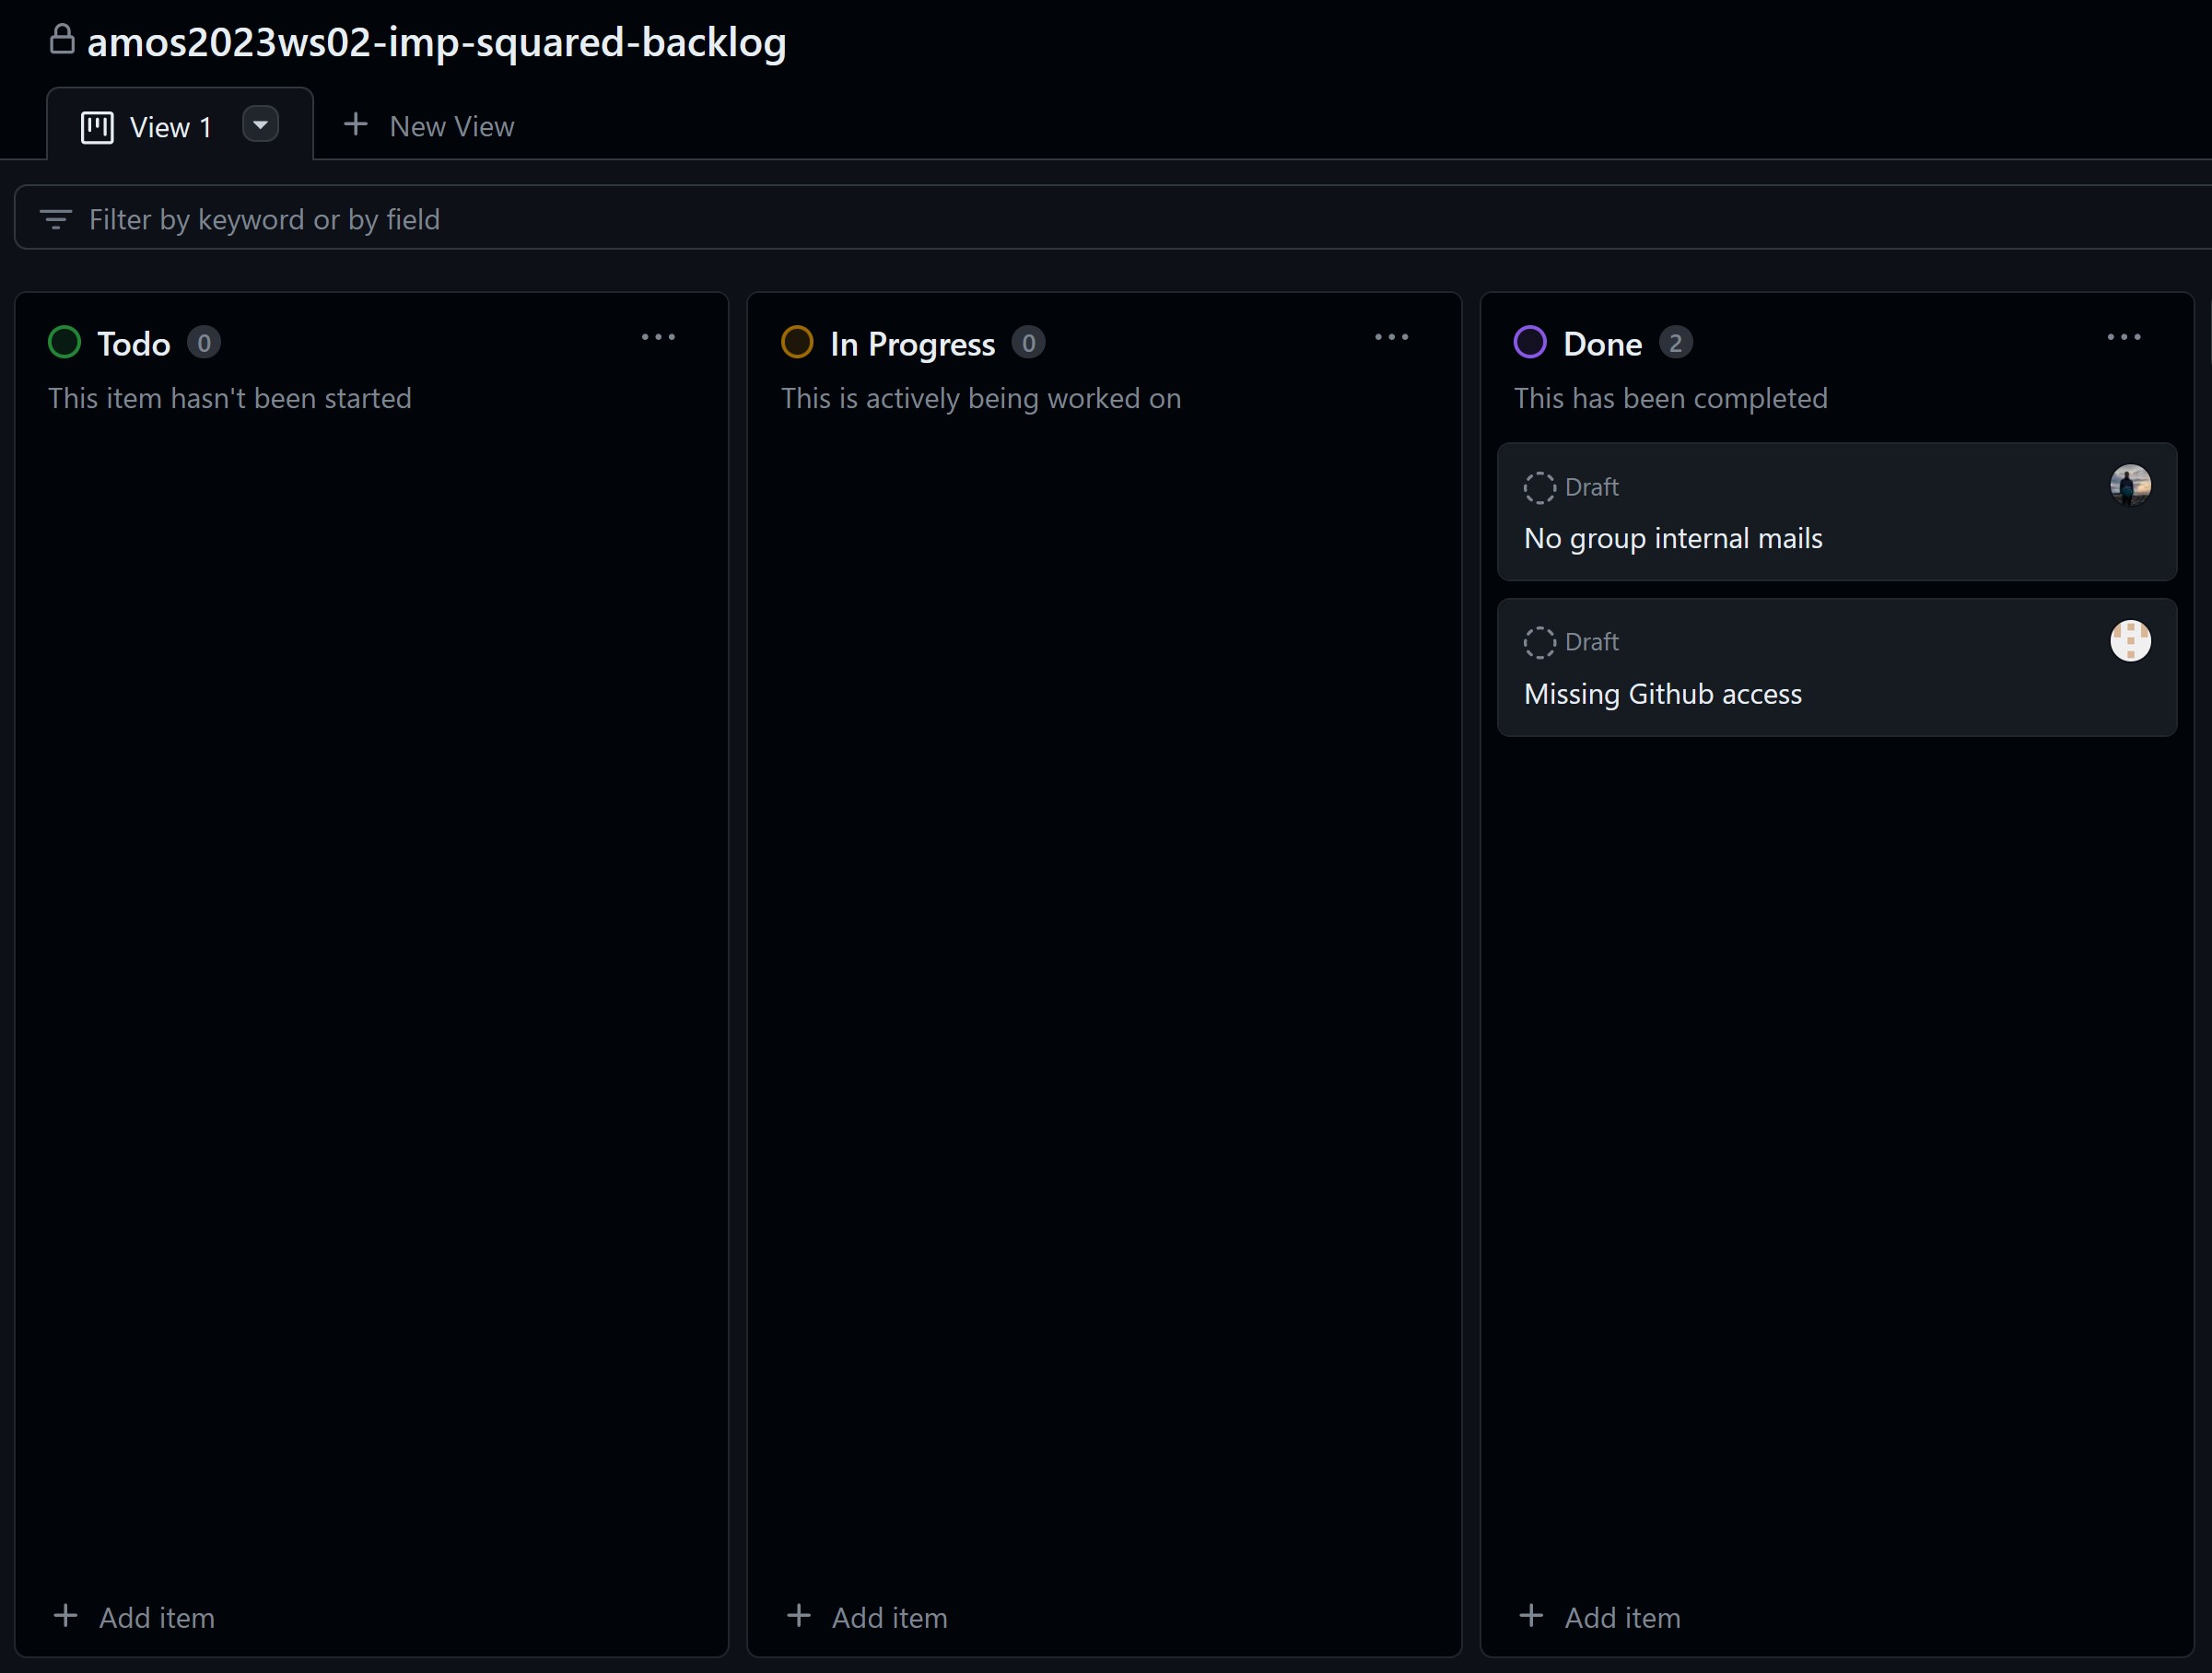 amos2023ws02-imp-squared-backlog
View 1
New View
Filter by keyword or by field
Todo 0
This item hasn't been started
Add item
In Progress 0
This is actively being worked on
Add item
Done 2
This has been completed
Draft
No group internal mails
Draft
Missing Github access
Add item